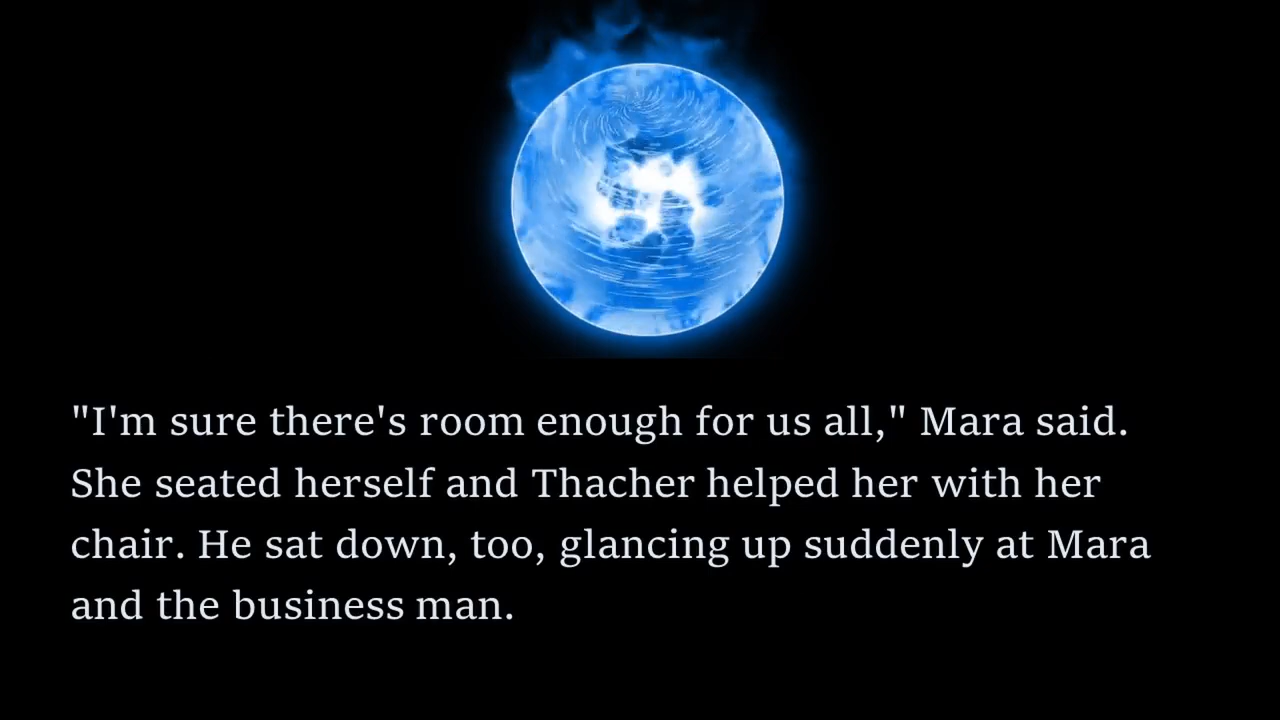 "I'm sure there's room enough for us all," Mara said.
She seated herself and Thacher helped her with her
chair. He sat down, too, glancing up suddenly at Mara
and the business man.